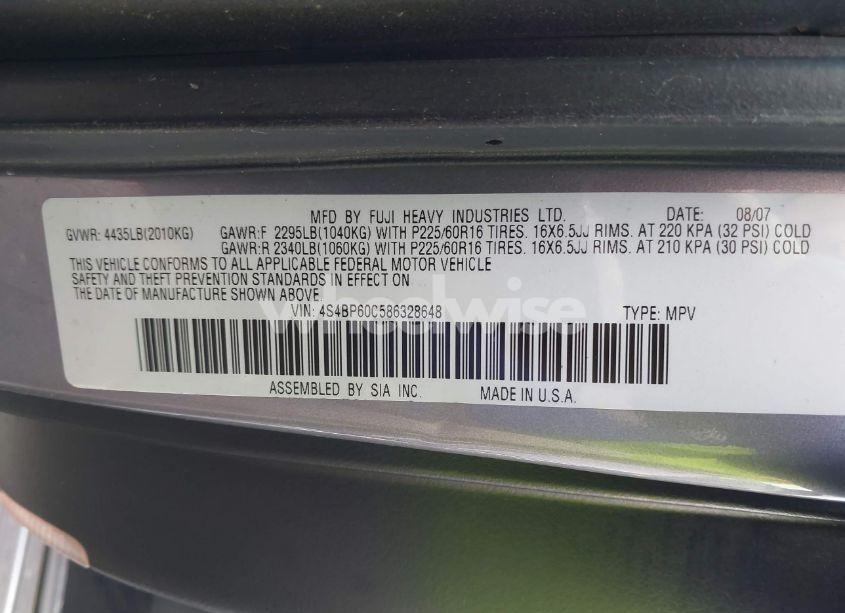 MFD BY FUJI HEAVY INDUSTRIES LTD. DATE: 08/07
GVWR: 4435LB(2010KG) GAWR:F 2295LB(1040KG) WITH P225/60R16 TIRES. 16X6.5JJ RIMS. AT 220 KPA (32 PSI) COLD
GAWR:R 2340LB(1060KG) WITH P225/60R16 TIRES. 16X6.5JJ RIMS. AT 210 KPA (30 PSI) COLD
THIS VEHICLE CONFORMS TO ALL APPLICABLE FEDERAL MOTOR VEHICLE
SAFETY AND THEFT PREVENTION STANDARDS IN EFFECT ON
THE DATE OF MANUFACTURE SHOWN ABOVE.
wheelwise
VIN: 4S4BP60C586328648 TYPE: MPV
ASSEMBLED BY SIA INC. MADE IN U.S.A.